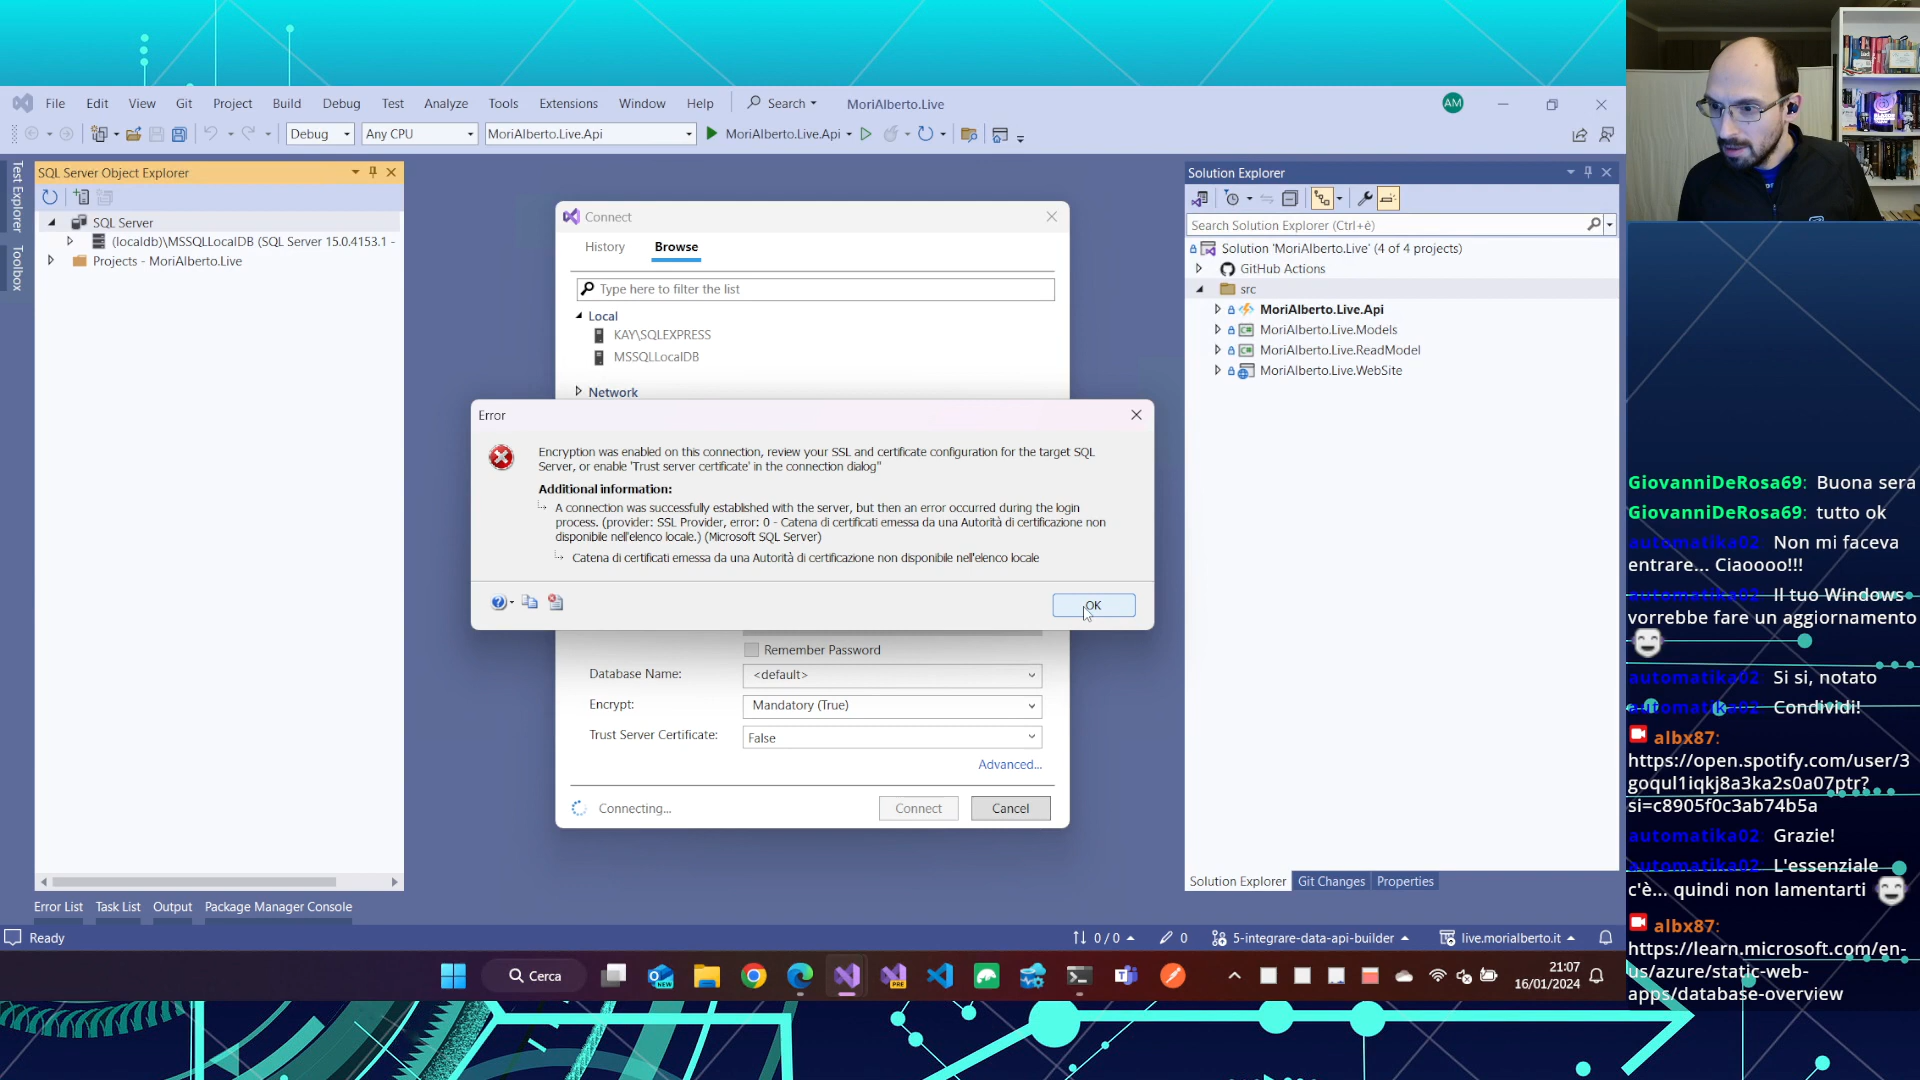 File Edit View Git Project Build Debug Test Analyze Tools Extensions Window Help Search MoriAlberto.Live AM
Debug Any CPU MoriAlberto.Live.Api MoriAlberto.Live.Api
Test Explorer
Toolbox
SQL Server Object Explorer
SQL Server
(localdb)\MSSQLLocalDB (SQL Server 15.0.4153.1 -
Projects - MoriAlberto.Live
Connect
History Browse
Type here to filter the list
Local
KAY\SQLEXPRESS
MSSQLLocalDB
Network
Error
Encryption was enabled on this connection, review your SSL and certificate configuration for the target SQL
Server, or enable 'Trust server certificate' in the connection dialog"
Additional information:
A connection was successfully established with the server, but then an error occurred during the login
process. (provider: SSL Provider, error: 0 - Catena di certificati emessa da una Autorità di certificazione non
disponibile nell'elenco locale.) (Microsoft SQL Server)
Catena di certificati emessa da una Autorità di certificazione non disponibile nell'elenco locale
OK
Remember Password
Database Name: <default>
Encrypt: Mandatory (True)
Trust Server Certificate: False
Advanced...
Connecting... Connect Cancel
Solution Explorer
Search Solution Explorer (Ctrl+è)
Solution 'MoriAlberto.Live' (4 of 4 projects)
GitHub Actions
src
MoriAlberto.Live.Api
MoriAlberto.Live.Models
MoriAlberto.Live.ReadModel
MoriAlberto.Live.WebSite
Solution Explorer Git Changes Properties
Error List Task List Output Package Manager Console
Ready 0 / 0 0 5-integrare-data-api-builder live.morialberto.it
Cerca
21:07
16/01/2024
GiovanniDeRosa69: Buona sera
GiovanniDeRosa69: tutto ok
automatika02 Non mi faceva
entrare... Ciaoooo!!!
automatika02 Il tuo Windows
vorrebbe fare un aggiornamento
automatika02 Si si, notato
automatika02 Condividi!
albx87:
https://open.spotify.com/user/3
goqul1iqkj8a3ka2s0a07ptr?
si=c8905f0c3ab74b5a
automatika02 Grazie!
automatika02 L'essenziale
c'è... quindi non lamentarti
albx87:
https://learn.microsoft.com/en-
us/azure/static-web-
apps/database-overview